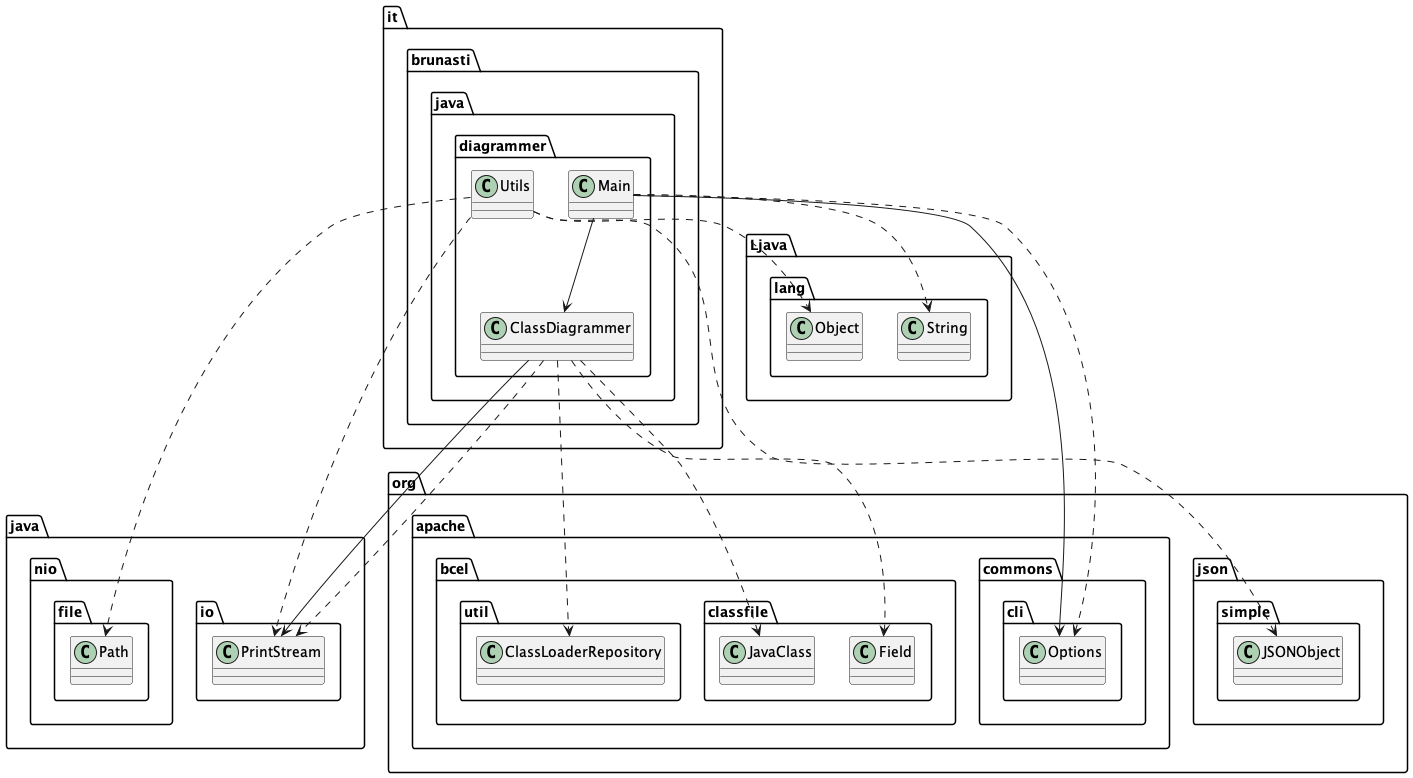 it
brunasti
java
diagrammer
C Utils
C Main
Ljava
lang
C ClassDiagrammer
C Object
C String
org
java
apache
nio
bcel
commons
json
file
io
util
classfile
cli
simple
C Path
C PrintStream
C ClassLoaderRepository
C JavaClass
C Field
C Options
C JSONObject